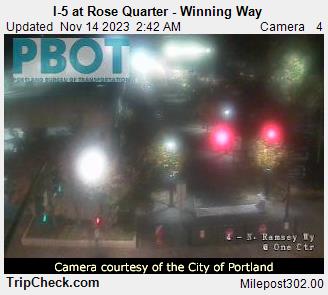 I-5 at Rose Quarter - Winning Way
Updated Nov 14 2023 2:42 AM Camera 4
PBOT
PORTLAND BUREAU OF TRANSPORTATION
4 - N. Ramsey Wy
@ One Ctr
Camera courtesy of the City of Portland
TripCheck.com Milepost302.00